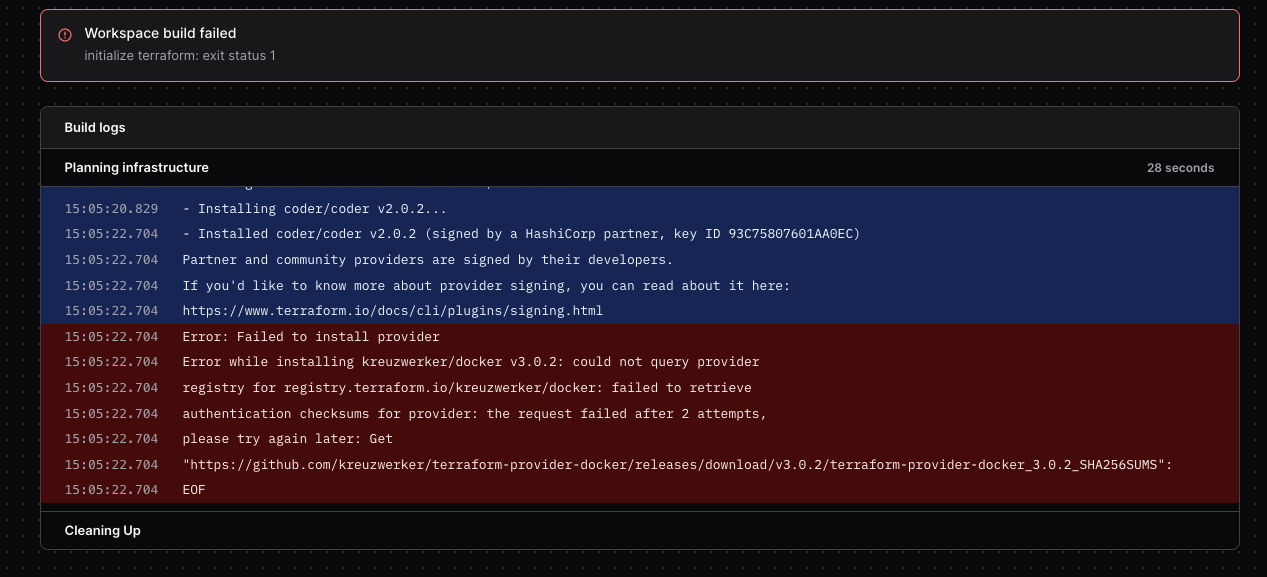 Workspace build failed
initialize terraform: exit status 1
Build logs
Planning infrastructure 28 seconds
15:05:20.829 - Installing coder/coder v2.0.2...
15:05:22.704 - Installed coder/coder v2.0.2 (signed by a HashiCorp partner, key ID 93C75807601AA0EC)
15:05:22.704 Partner and community providers are signed by their developers.
15:05:22.704 If you'd like to know more about provider signing, you can read about it here:
15:05:22.704 https://www.terraform.io/docs/cli/plugins/signing.html
15:05:22.704 Error: Failed to install provider
15:05:22.704 Error while installing kreuzwerker/docker v3.0.2: could not query provider
15:05:22.704 registry for registry.terraform.io/kreuzwerker/docker: failed to retrieve
15:05:22.704 authentication checksums for provider: the request failed after 2 attempts,
15:05:22.704 please try again later: Get
15:05:22.704 "https://github.com/kreuzwerker/terraform-provider-docker/releases/download/v3.0.2/terraform-provider-docker_3.0.2_SHA256SUMS":
15:05:22.704 EOF
Cleaning Up